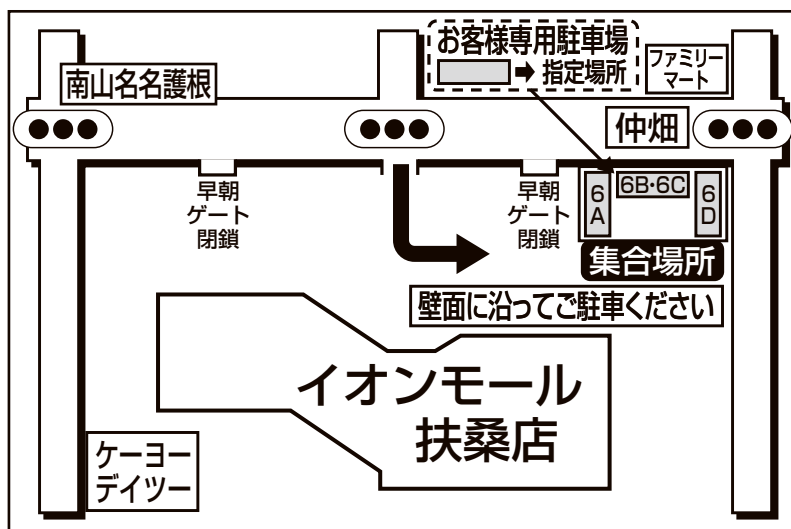 お客様専用駐車場
➡指定場所
ファミリー
マート
南山名名護根
仲畑
早朝
ゲート
閉鎖
早朝
ゲート
閉鎖
6A
6B・6C
6D
集合場所
壁面に沿ってご駐車ください
イオンモール
扶桑店
ケーヨー
デイツー